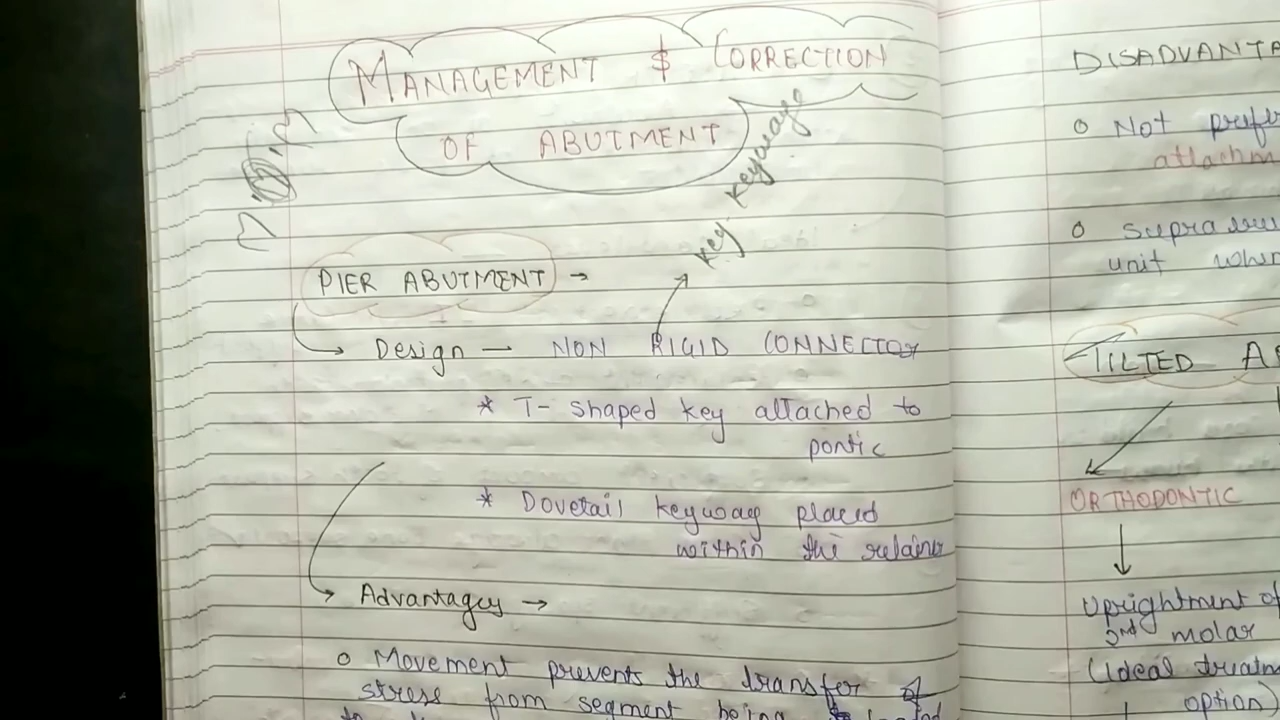 MANAGEMENT $ CORRECTION
OF ABUTMENT
key keyway
PIER ABUTMENT →
Design — NON RIGID CONNECTOR
* T- shaped key attached to
pontic
* Dovetail keyway placed
within the retainer
Advantages →
o Movement prevents the transfer of
stress from segment being loaded
DISADVANTA
o Not prefe
attachm
o Supra
unit when
TILTED A
ORTHODONTIC
Uprightment of
2nd molar
(Ideal treatm
option)